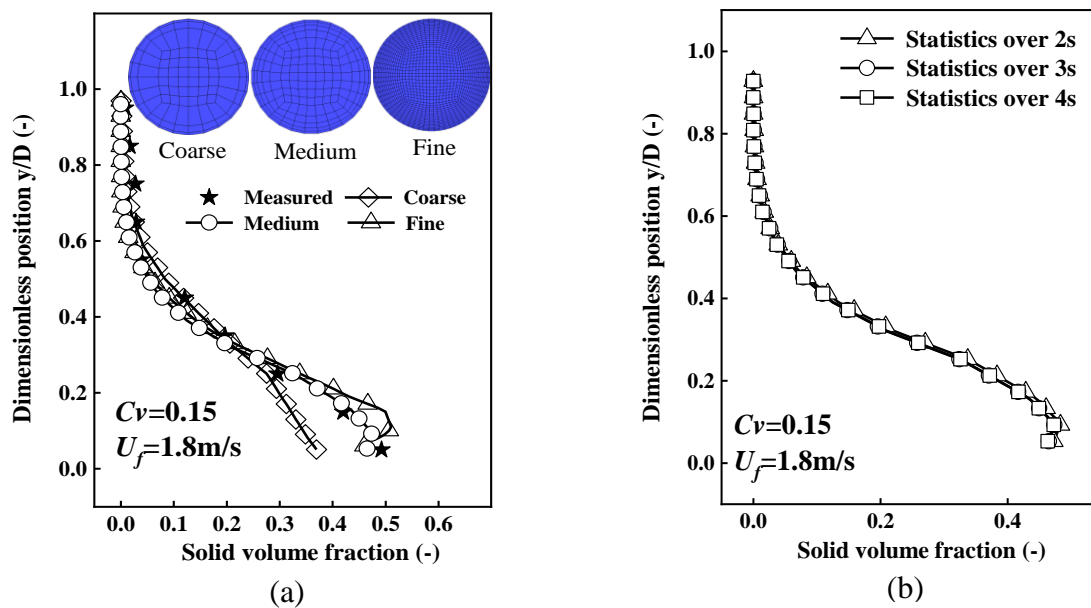 Coarse
Medium
Fine
Measured
Coarse
Medium
Fine
Cv=0.15
U_f=1.8m/s
Dimensionless position y/D (-)
1.0
0.8
0.6
0.4
0.2
0.0
0.0 0.1 0.2 0.3 0.4 0.5 0.6
Solid volume fraction (-)
(a)
Statistics over 2s
Statistics over 3s
Statistics over 4s
Cv=0.15
U_f=1.8m/s
Dimensionless position y/D (-)
1.0
0.8
0.6
0.4
0.2
0.0
0.0 0.2 0.4
Solid volume fraction (-)
(b)